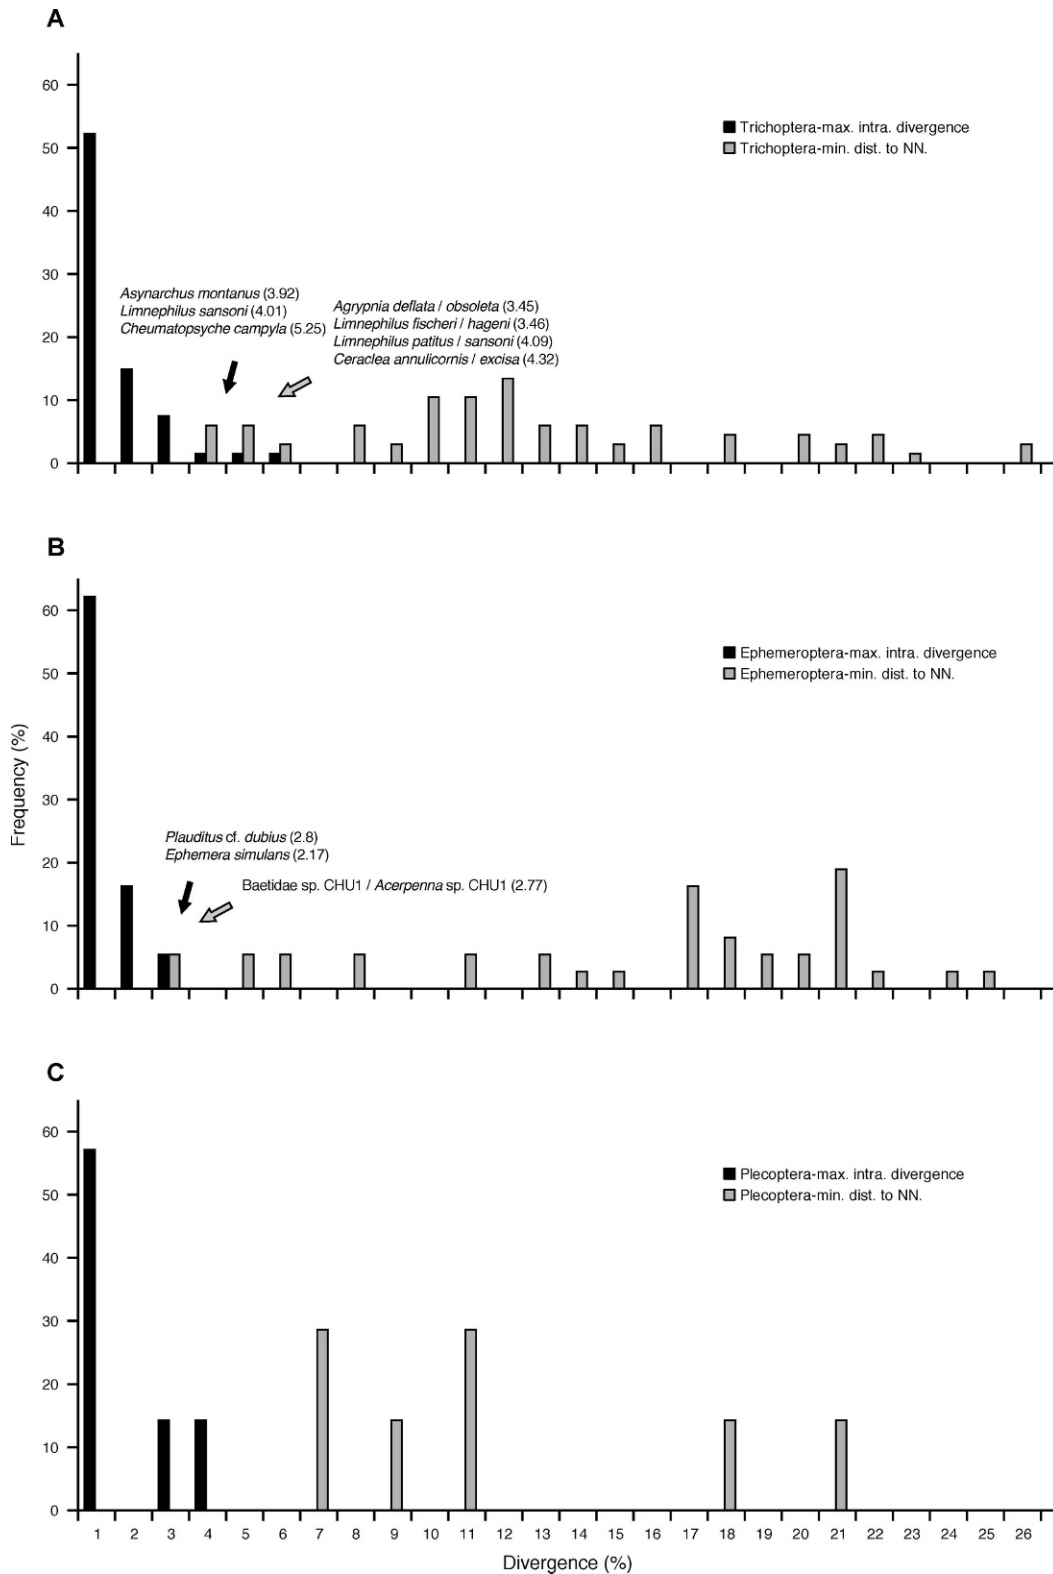 A
60
50
40
30
20
10
0
Trichoptera-max. intra. divergence
Trichoptera-min. dist. to NN.
Asynarchus montanus (3.92)
Limnephilus sansoni (4.01)
Cheumatopsyche campyla (5.25)
Agrypnia deflata / obsoleta (3.45)
Limnephilus fischeri / hageni (3.46)
Limnephilus patitus / sansoni (4.09)
Ceraclea annulicornis / excisa (4.32)
B
60
50
40
30
20
10
0
Frequency (%)
Ephemeroptera-max. intra. divergence
Ephemeroptera-min. dist. to NN.
Plauditus cf. dubius (2.8)
Ephemera simulans (2.17)
Baetidae sp. CHU1 / Acerpenna sp. CHU1 (2.77)
C
60
50
40
30
20
10
0
Plecoptera-max. intra. divergence
Plecoptera-min. dist. to NN.
1 2 3 4 5 6 7 8 9 10 11 12 13 14 15 16 17 18 19 20 21 22 23 24 25 26
Divergence (%)